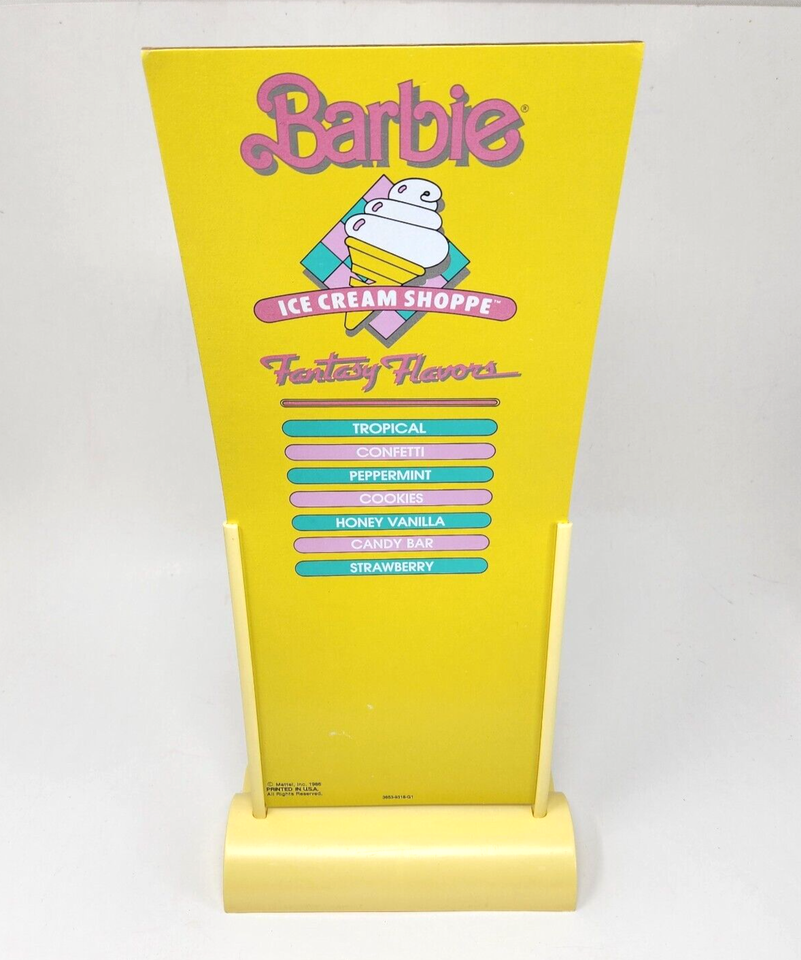 Barbie®
ICE CREAM SHOPPE™
Fantasy Flavors
TROPICAL
CONFETTI
PEPPERMINT
COOKIES
HONEY VANILLA
CANDY BAR
STRAWBERRY
© Mattel, Inc.
PRINTED IN U.S.A.
All Rights Reserved.